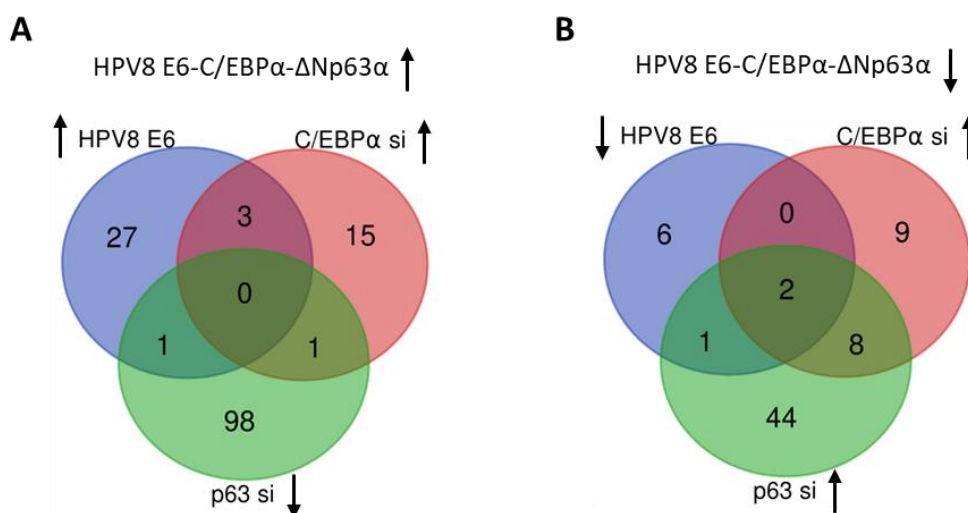 A
HPV8 E6-C/EBPα-ΔNp63α ↑
↑ HPV8 E6
C/EBPα si ↑
27
3
15
0
1
1
98
p63 si ↓
B
HPV8 E6-C/EBPα-ΔNp63α ↓
↓ HPV8 E6
C/EBPα si ↑
6
0
9
2
1
8
44
p63 si ↑